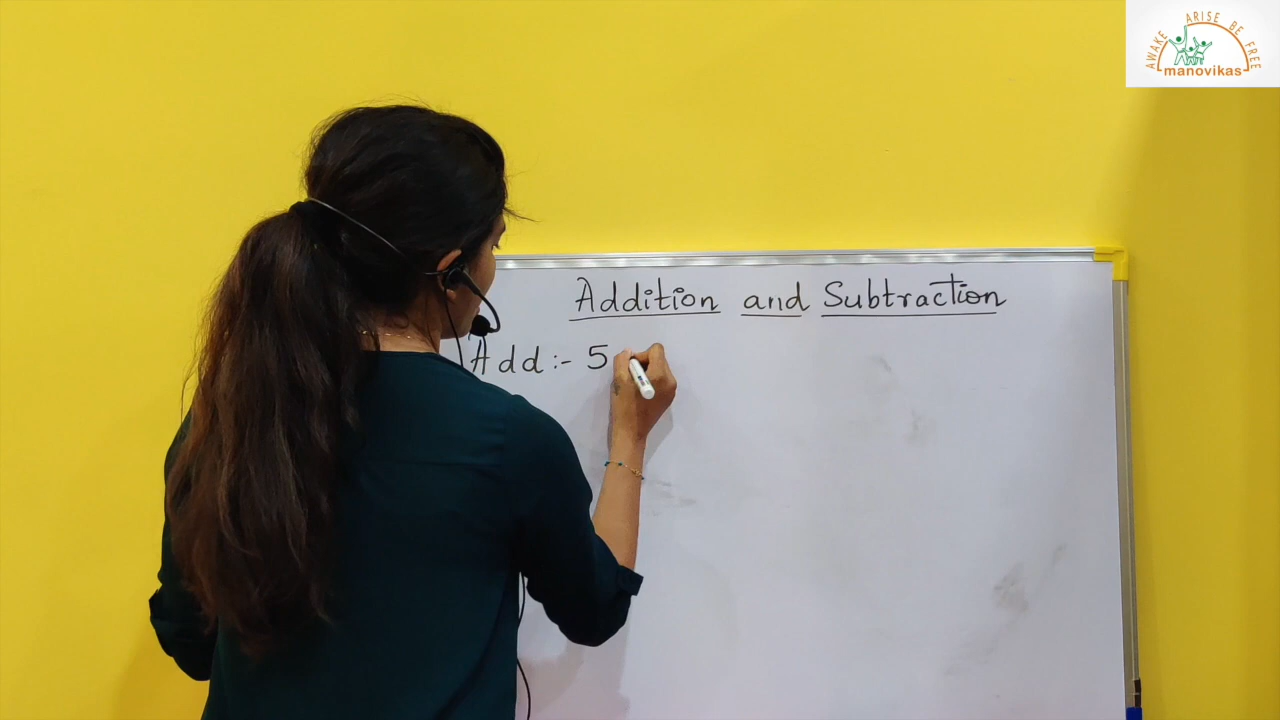 AWAKE ARISE BE FREE
manovikas
Addition and Subtraction
Add :- 5